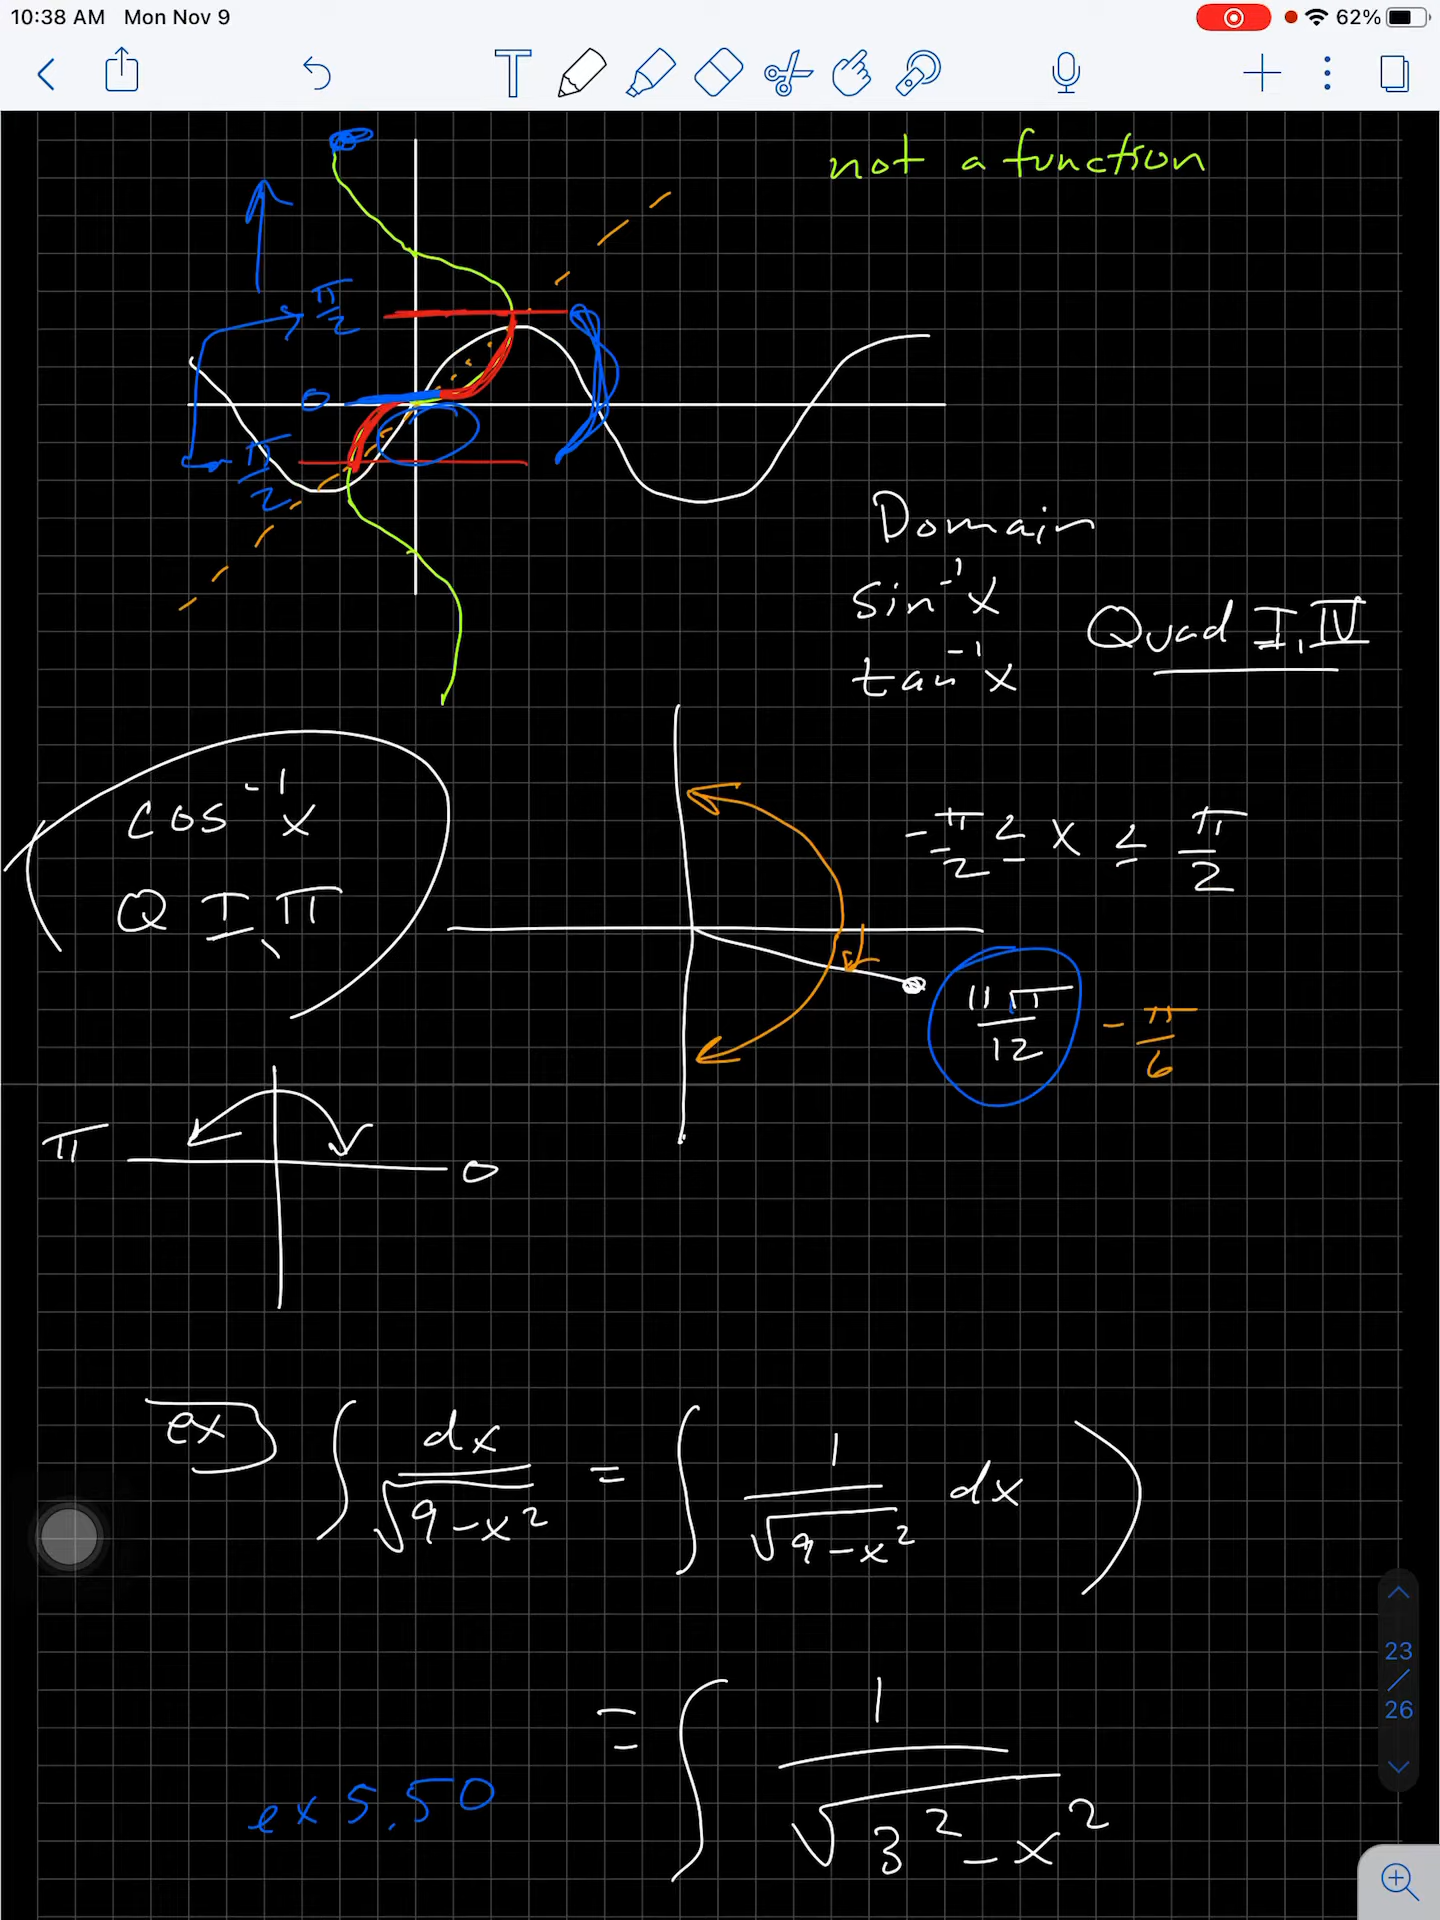 10:38 AM Mon Nov 9
62%
T
not a function
π/2
0
π/2
Domain
sin⁻¹x
tan⁻¹x
Quad I, IV
cos⁻¹x
Q I, II
-π/2 ≤ x ≤ π/2
11π/12
-π/6
π
0
ex) ∫ dx/√(9-x²) = ∫ 1/√(9-x²) dx
= ∫ 1/√(3²-x²)
ex 5.50
23
/
26